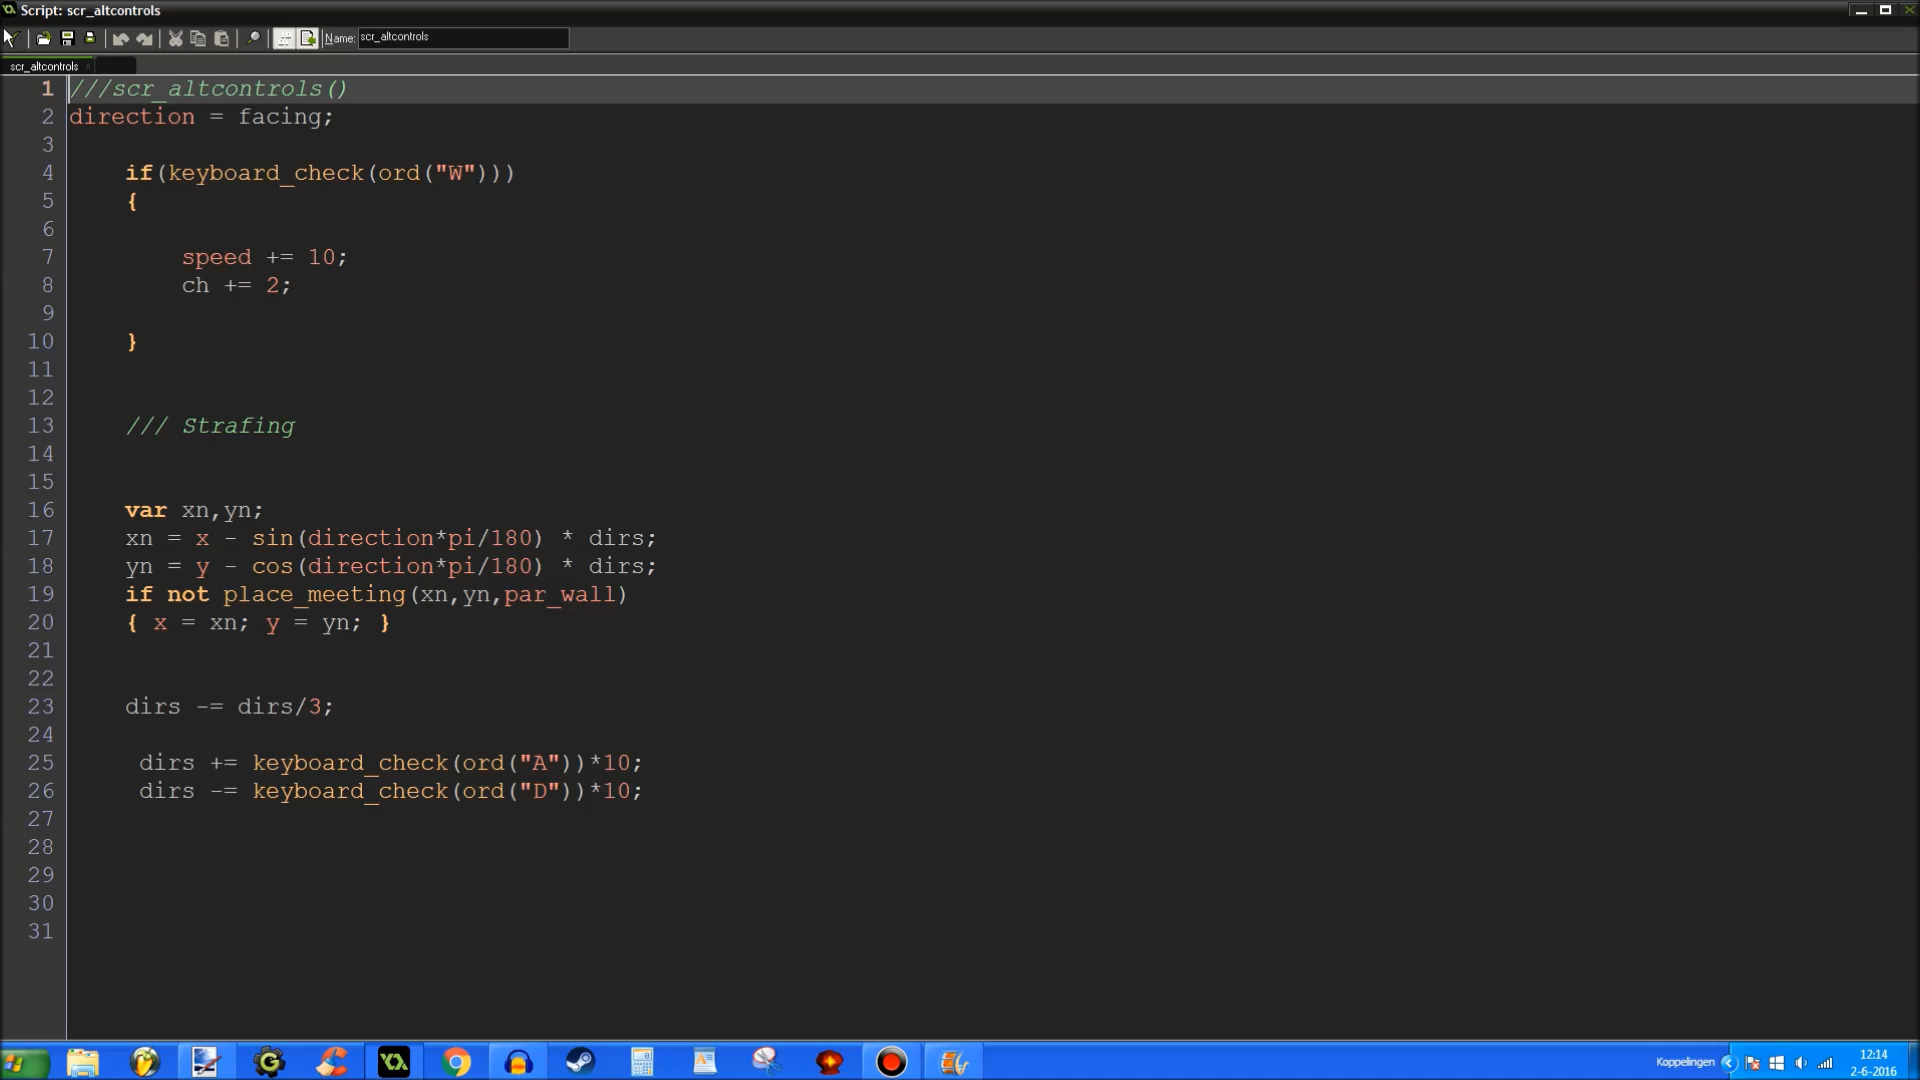 Script: scr_altcontrols
Name: scr_altcontrols
scr_altcontrols
1 ///scr_altcontrols()
2 direction = facing;
3
4 if(keyboard_check(ord("W")))
5 {
6
7 speed += 10;
8 ch += 2;
9
10 }
11
12
13 /// Strafing
14
15
16 var xn,yn;
17 xn = x - sin(direction*pi/180) * dirs;
18 yn = y - cos(direction*pi/180) * dirs;
19 if not place_meeting(xn,yn,par_wall)
20 { x = xn; y = yn; }
21
22
23 dirs -= dirs/3;
24
25 dirs += keyboard_check(ord("A"))*10;
26 dirs -= keyboard_check(ord("D"))*10;
27
28
29
30
31
Koppelingen
12:14
2-6-2016